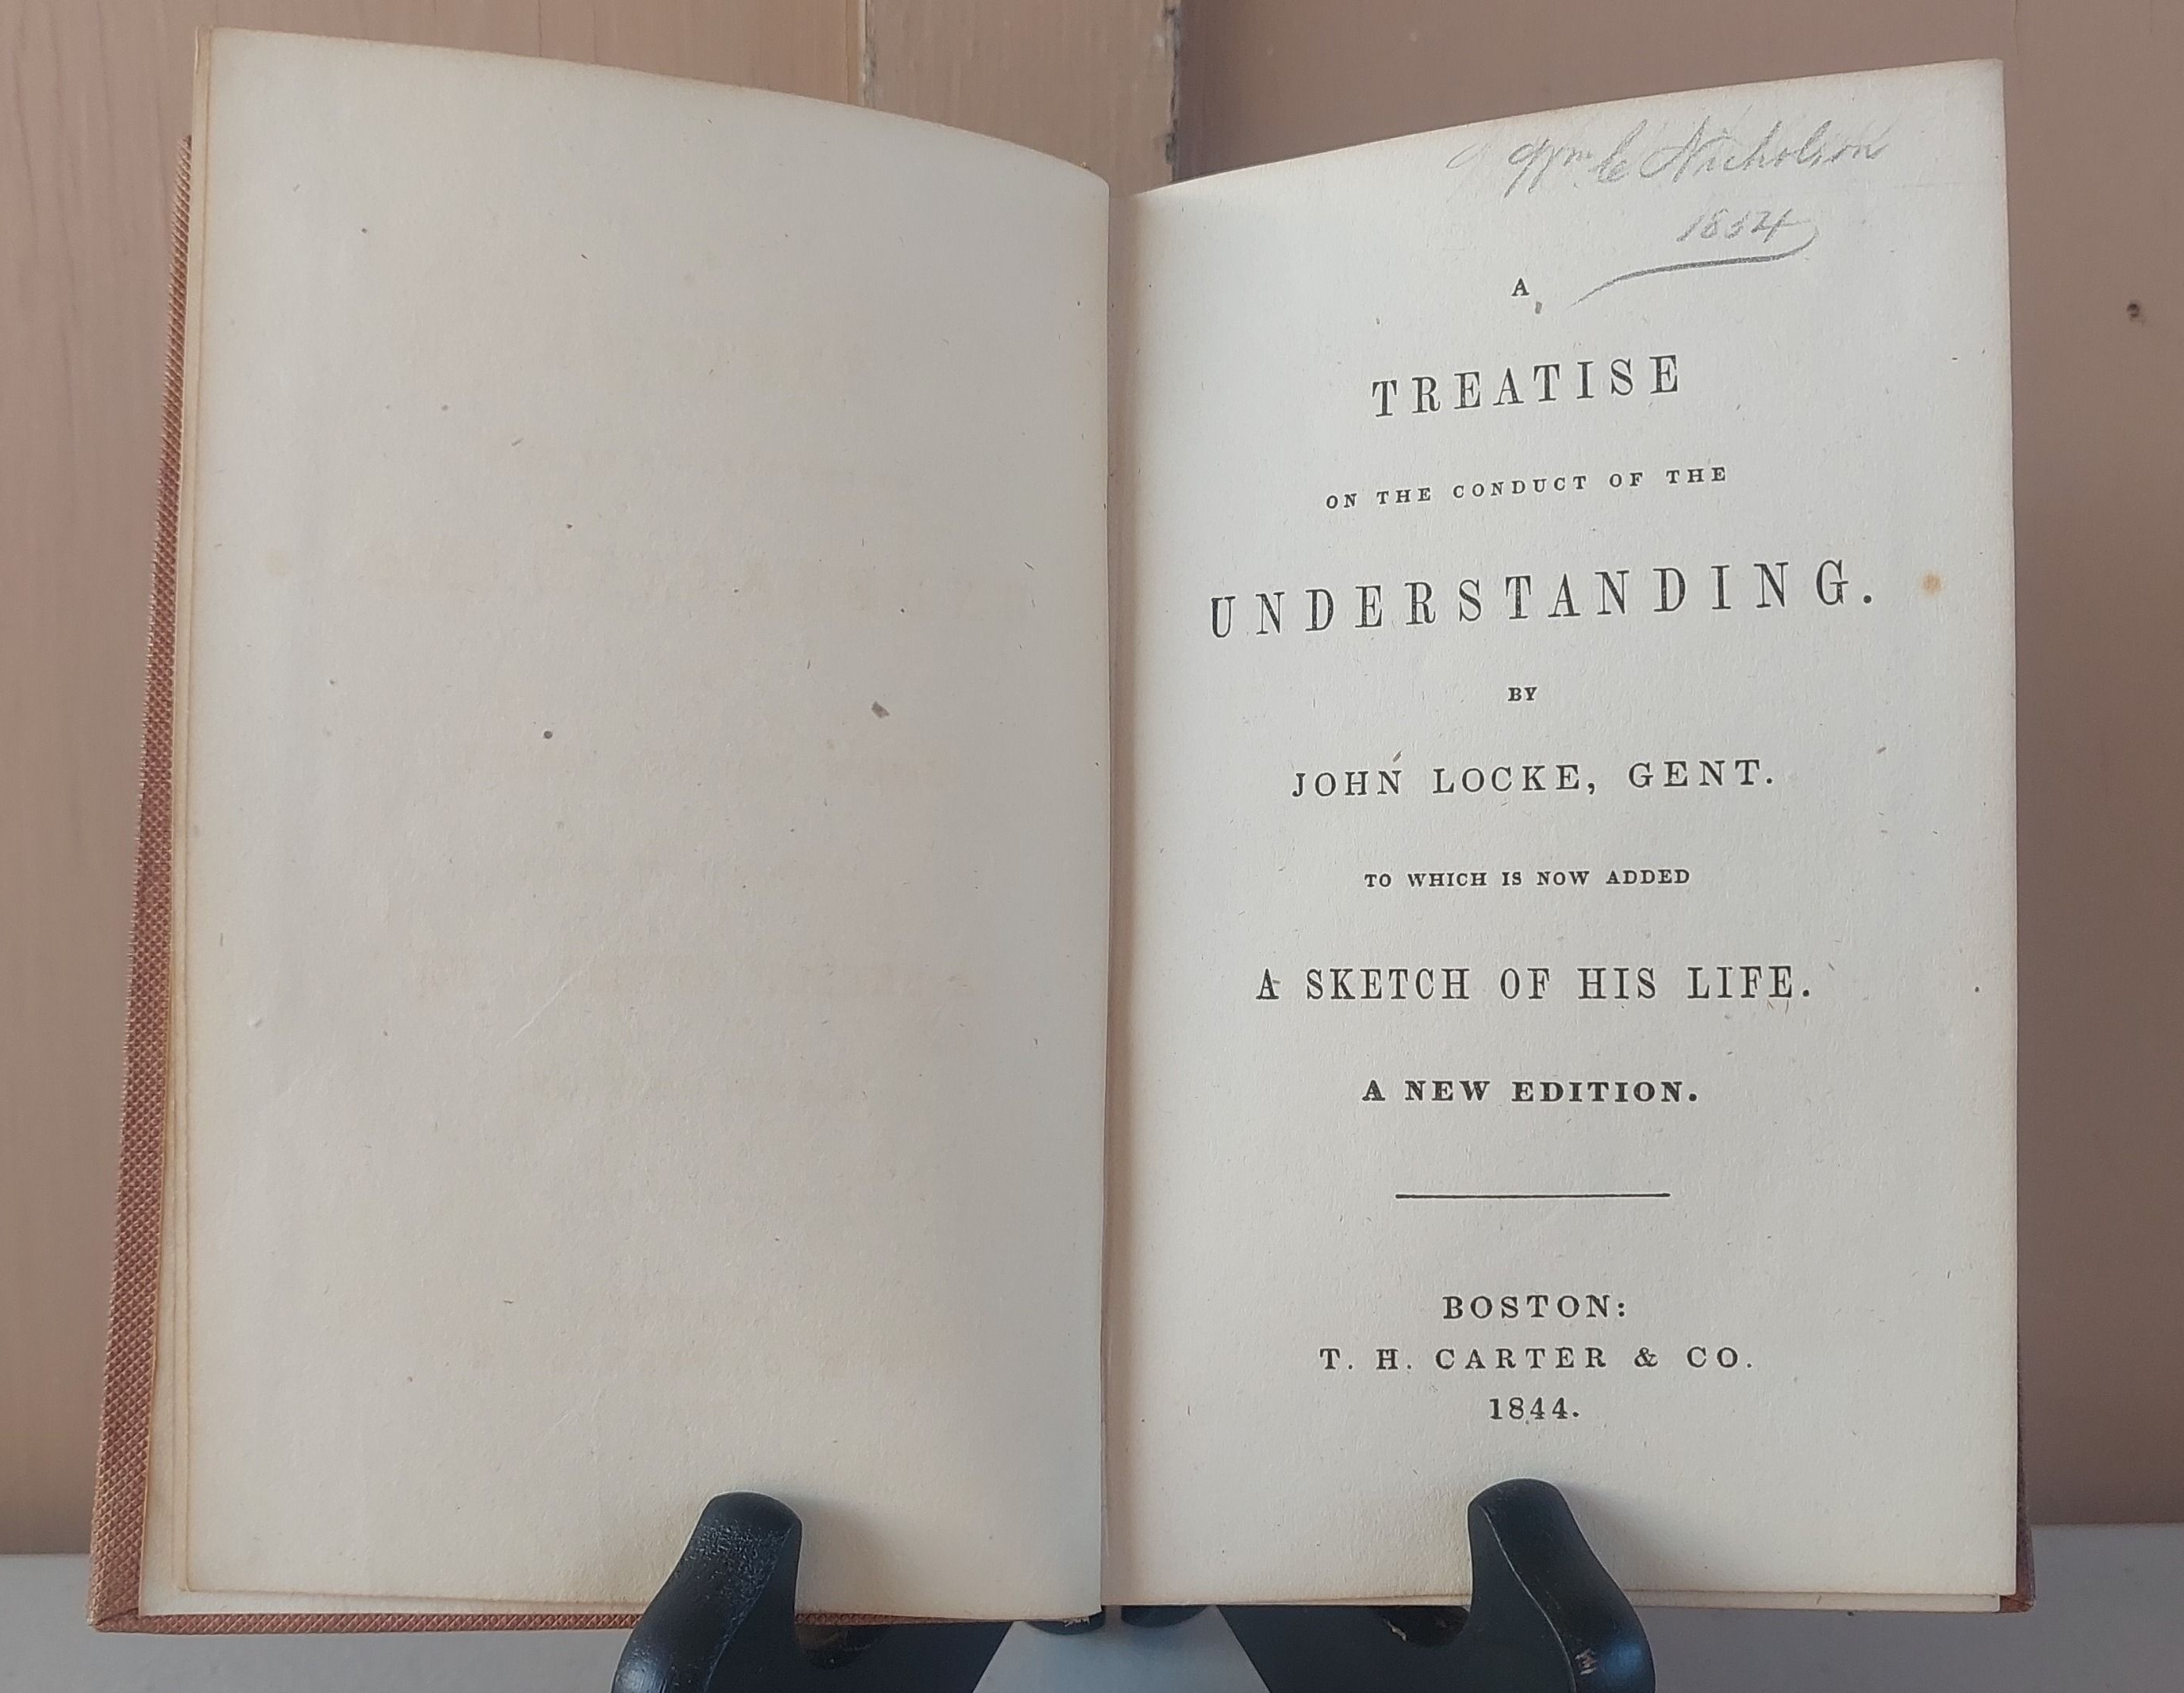 Wm C Nicholson
1854
A
TREATISE
ON THE CONDUCT OF THE
UNDERSTANDING.
BY
JOHN LOCKE, GENT.
TO WHICH IS NOW ADDED
A SKETCH OF HIS LIFE.
A NEW EDITION.
BOSTON:
T. H. CARTER & CO.
1844.